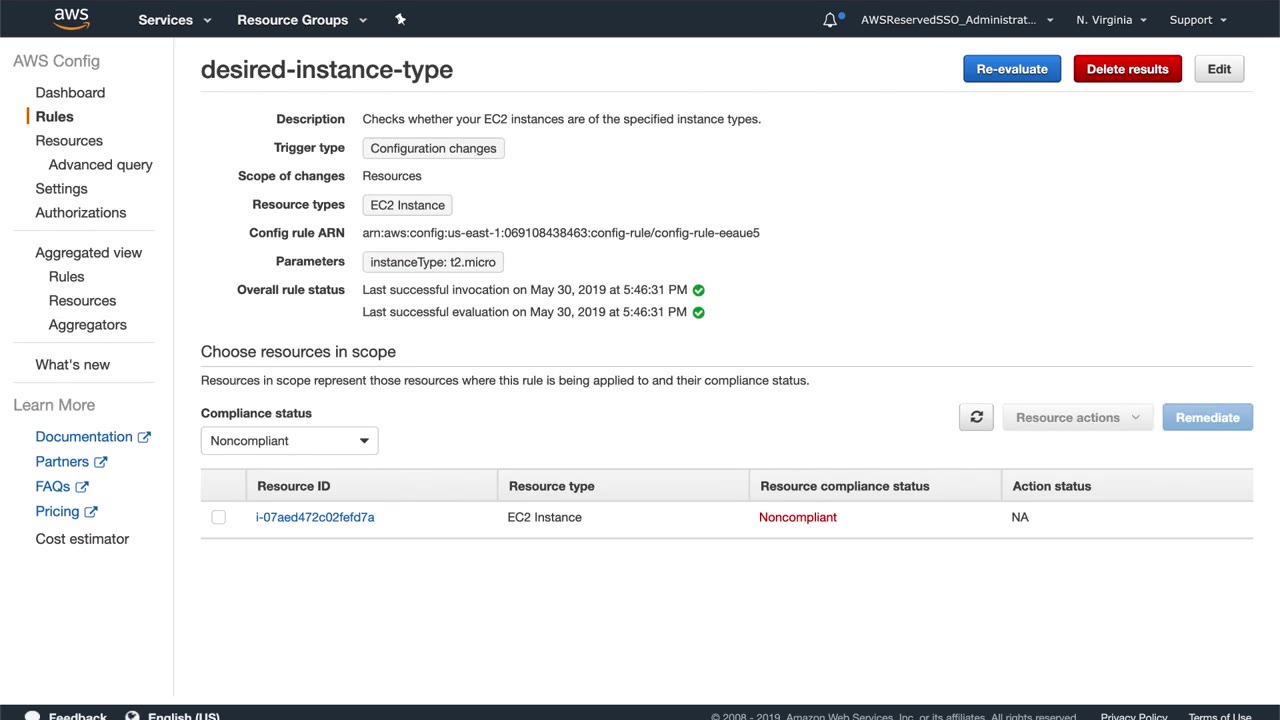 aws Services Resource Groups AWSReservedSSO_Administrat... N. Virginia Support
AWS Config
Dashboard
Rules
Resources
Advanced query
Settings
Authorizations
Aggregated view
Rules
Resources
Aggregators
What's new
Learn More
Documentation
Partners
FAQs
Pricing
Cost estimator
desired-instance-type
Re-evaluate Delete results Edit
Description Checks whether your EC2 instances are of the specified instance types.
Trigger type Configuration changes
Scope of changes Resources
Resource types EC2 Instance
Config rule ARN arn:aws:config:us-east-1:069108438463:config-rule/config-rule-eeaue5
Parameters instanceType: t2.micro
Overall rule status Last successful invocation on May 30, 2019 at 5:46:31 PM
Last successful evaluation on May 30, 2019 at 5:46:31 PM
Choose resources in scope
Resources in scope represent those resources where this rule is being applied to and their compliance status.
Compliance status
Noncompliant
Resource actions Remediate
Resource ID Resource type Resource compliance status Action status
i-07aed472c02fefd7a EC2 Instance Noncompliant NA
Feedback English (US) © 2008 - 2019, Amazon Web Services, Inc. or its affiliates. All rights reserved. Privacy Policy Terms of Use